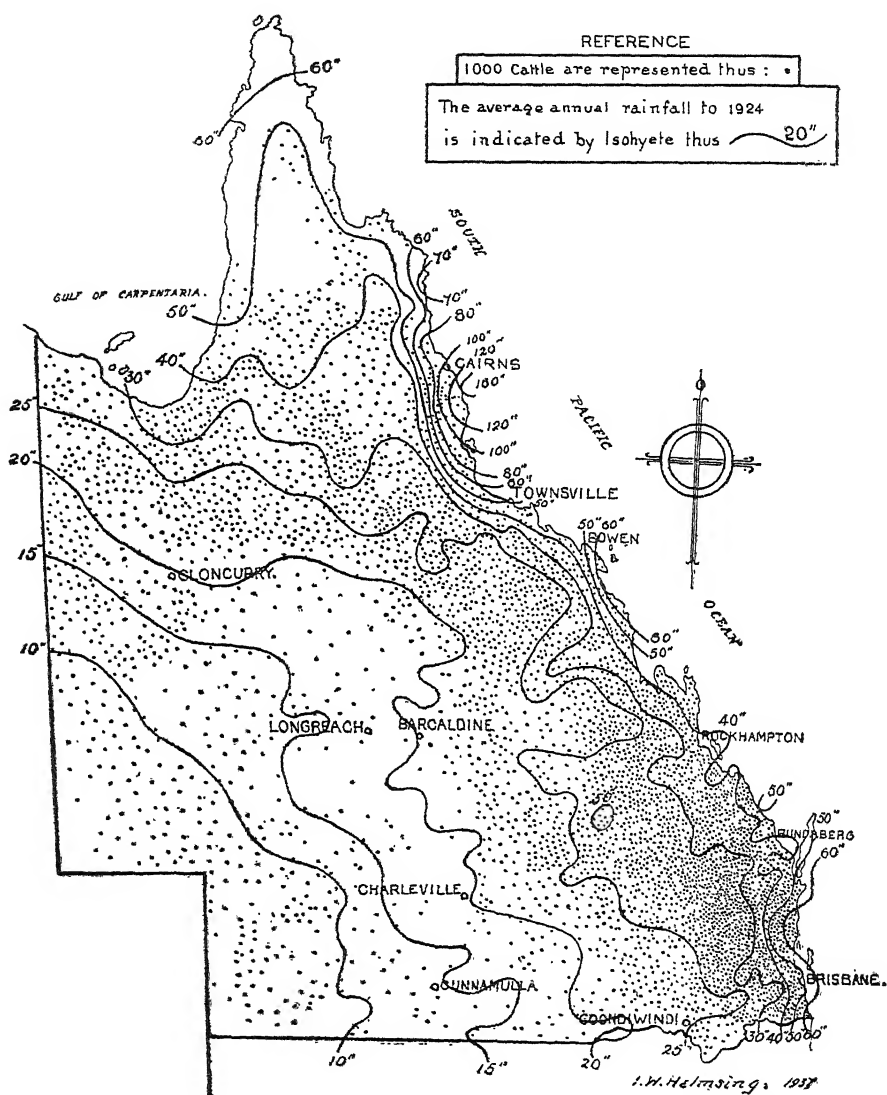 REFERENCE
1000 Cattle are represented thus : •
The average annual rainfall to 1924
is indicated by Isohyete thus 20"
60"
60"
SOUTH
60"
70"
GULF OF CARPENTARIA.
70"
50"
80"
100"
120"
40"
CAIRNS
30"
160"
25"
PACIFIC
120"
100"
20"
80"
60"
TOWNSVILLE
50"
50" 60"
BOWEN
15"
CLONCURRY
OCEAN
60"
50"
10"
LONGREACH
BARCALDINE
40"
ROCKHAMPTON
50"
50"
BUNDABERG
60"
CHARLEVILLE
BRISBANE.
CUNNAMULLA
GOONDIWINDI
10"
15"
20"
25"
30" 40" 50" 60"
I.W. Helmsing. 1937